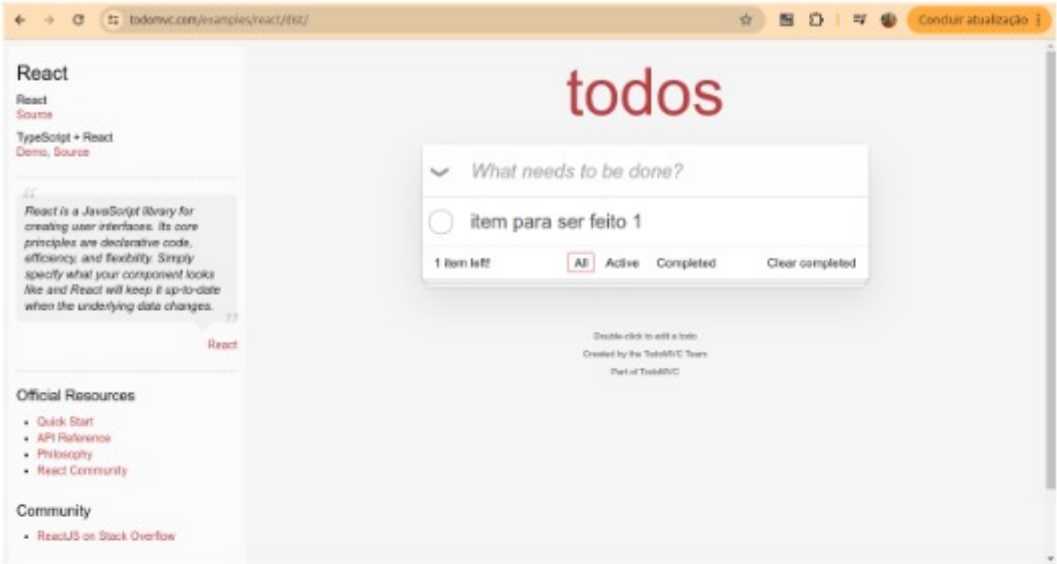 todomvc.com/examples/react/dist/
Concluir atualização
React
React
Source
TypeScript + React
Demo, Source
“
React is a JavaScript library for
creating user interfaces. Its core
principles are declarative code,
efficiency, and flexibility. Simply
specify what your component looks
like and React will keep it up-to-date
when the underlying data changes.
”
React
Official Resources
Quick Start
API Reference
Philosophy
React Community
Community
ReactJS on Stack Overflow
todos
What needs to be done?
item para ser feito 1
1 item left!
All Active Completed
Clear completed
Double-click to edit a todo
Created by the TodoMVC Team
Part of TodoMVC